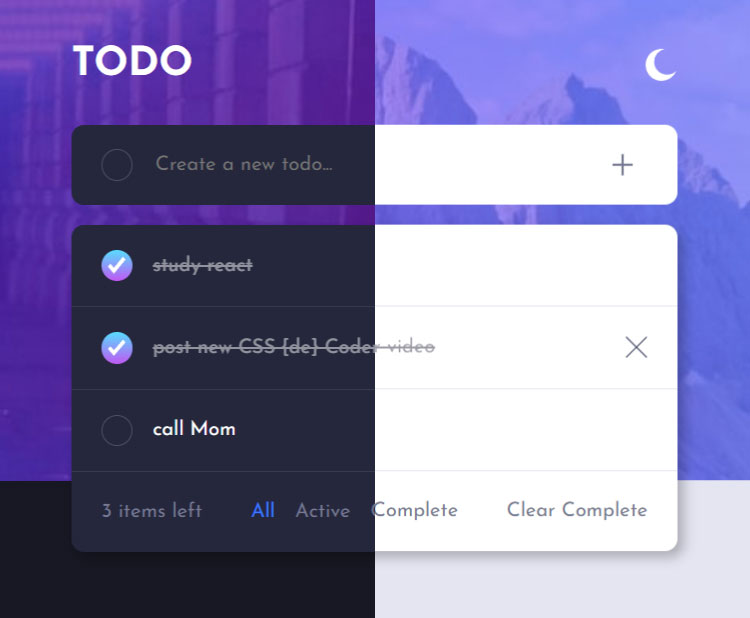 TODO
Create a new todo...
study react
post new CSS {de} Coder video
call Mom
3 items left All Active Complete Clear Complete